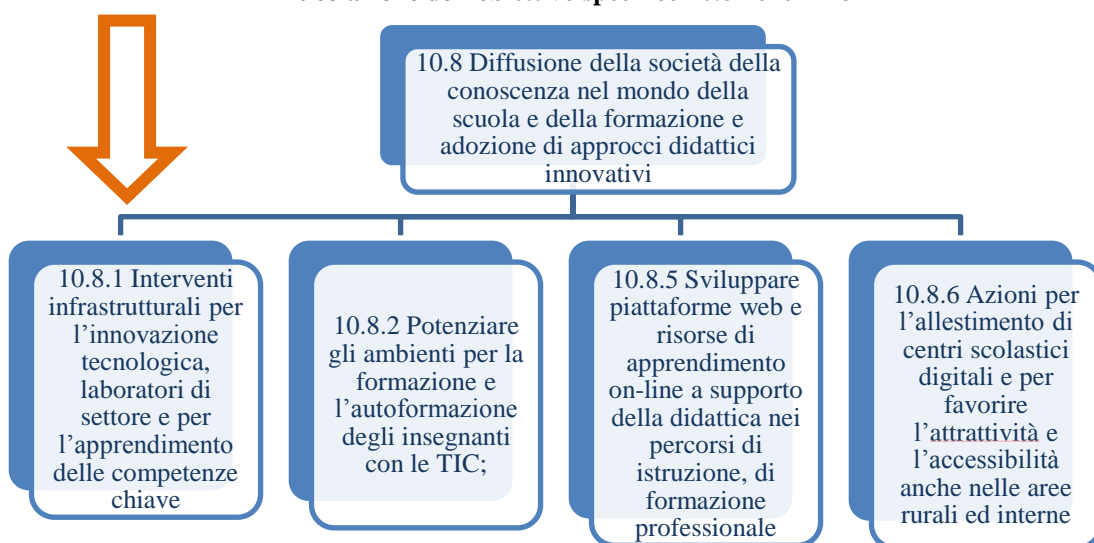 10.8 Diffusione della società della
conoscenza nel mondo della
scuola e della formazione e
adozione di approcci didattici
innovativi
10.8.1 Interventi
infrastrutturali per
l’innovazione
tecnologica,
laboratori di
settore e per
l’apprendimento
delle competenze
chiave
10.8.2 Potenziare
gli ambienti per la
formazione e
l’autoformazione
degli insegnanti
con le TIC;
10.8.5 Sviluppare
piattaforme web e
risorse di
apprendimento
on-line a supporto
della didattica nei
percorsi di
istruzione, di
formazione
professionale
10.8.6 Azioni per
l’allestimento di
centri scolastici
digitali e per
favorire
l’attrattività e
l’accessibilità
anche nelle aree
rurali ed interne